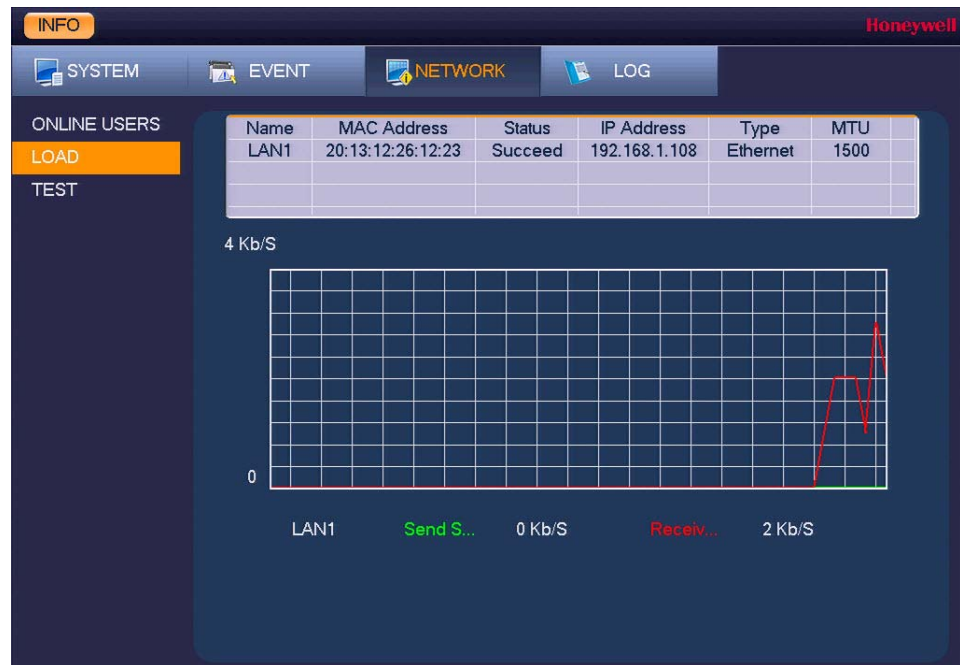 INFO
Honeywell
SYSTEM EVENT NETWORK LOG
ONLINE USERS
LOAD
TEST
Name MAC Address Status IP Address Type MTU
LAN1 20:13:12:26:12:23 Succeed 192.168.1.108 Ethernet 1500
4 Kb/S
0
LAN1 Send S... 0 Kb/S Receiv... 2 Kb/S